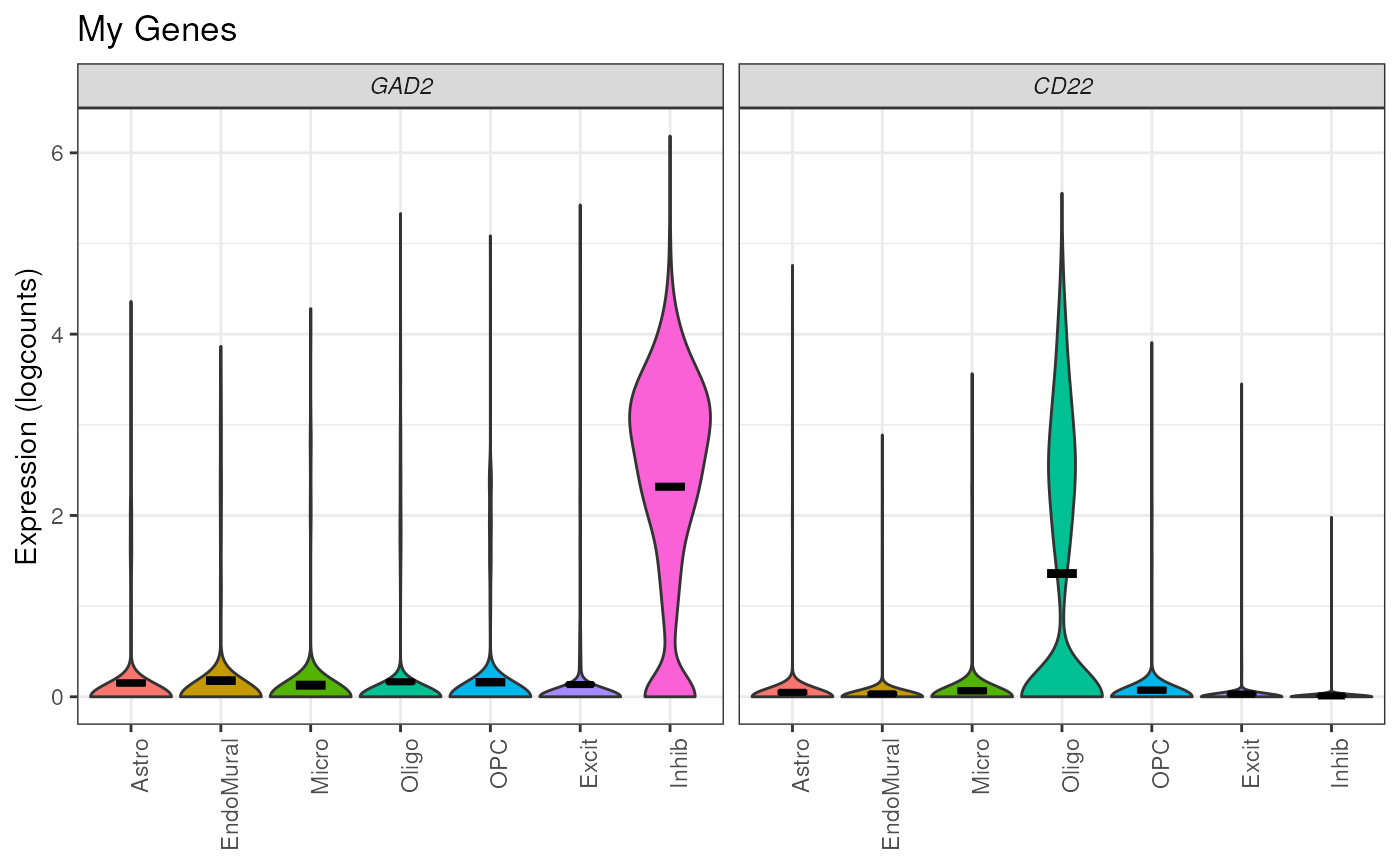 My Genes
GAD2
CD22
Expression (logcounts)
6
4
2
0
Astro
EndoMural
Micro
Oligo
OPC
Excit
Inhib
Astro
EndoMural
Micro
Oligo
OPC
Excit
Inhib